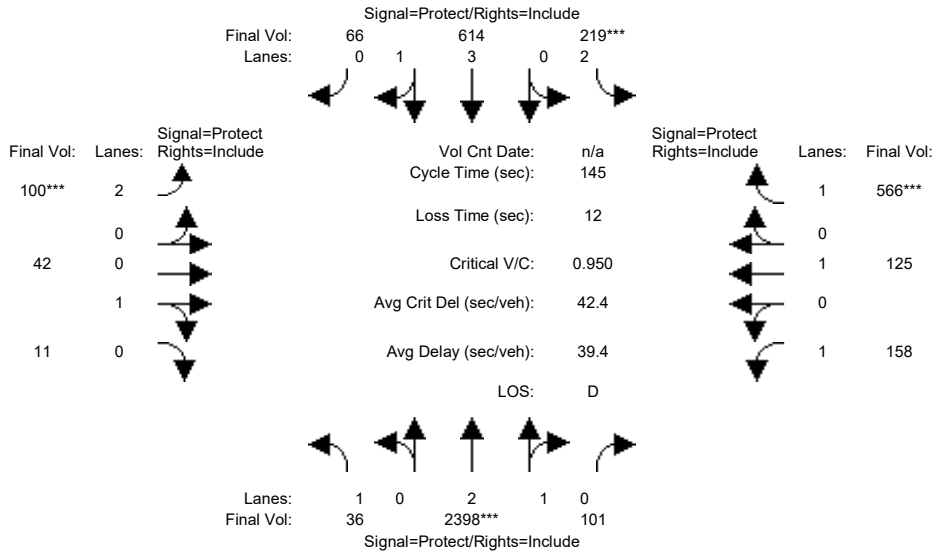 Signal=Protect/Rights=Include
Final Vol: 66 614 219***
Lanes: 0 1 3 0 2
Signal=Protect
Final Vol: Lanes: Rights=Include
Vol Cnt Date: n/a
Signal=Protect
Rights=Include Lanes: Final Vol:
Cycle Time (sec): 145
100*** 2
1 566***
Loss Time (sec): 12
0
0
42 0
Critical V/C: 0.950
1 125
1
Avg Crit Del (sec/veh): 42.4
0
11 0
Avg Delay (sec/veh): 39.4
1 158
LOS: D
Lanes: 1 0 2 1 0
Final Vol: 36 2398*** 101
Signal=Protect/Rights=Include